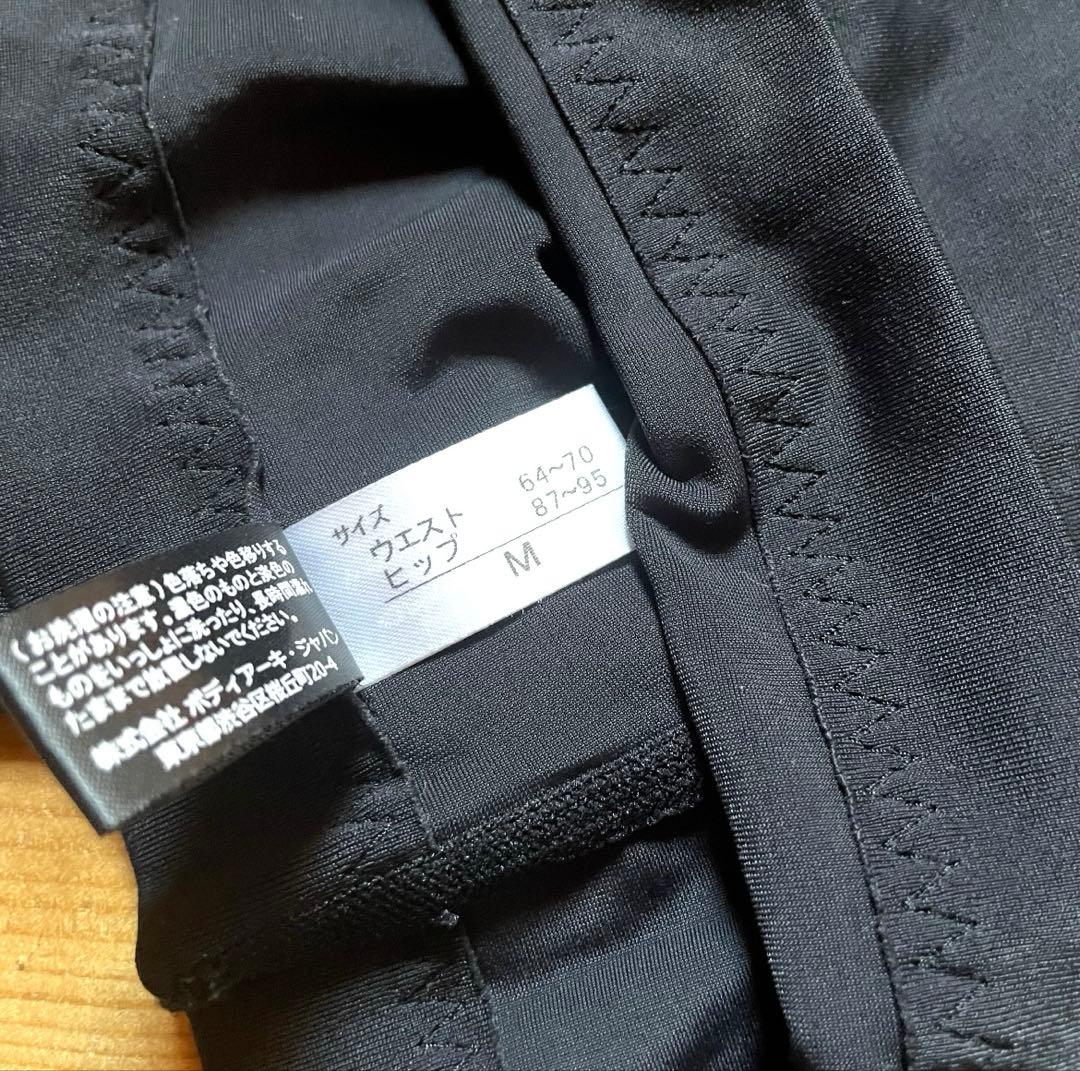 サイズ
ウエスト 64~70
ヒップ 87~95
M
(お洗濯の注意)色落ちや色移りする
ことがあります。濃色のものと淡色の
ものをいっしょに洗ったり、長時間濡れ
たままで放置しないでください。
株式会社 ボディアーキ・ジャパン
東京都渋谷区桜丘町20-4